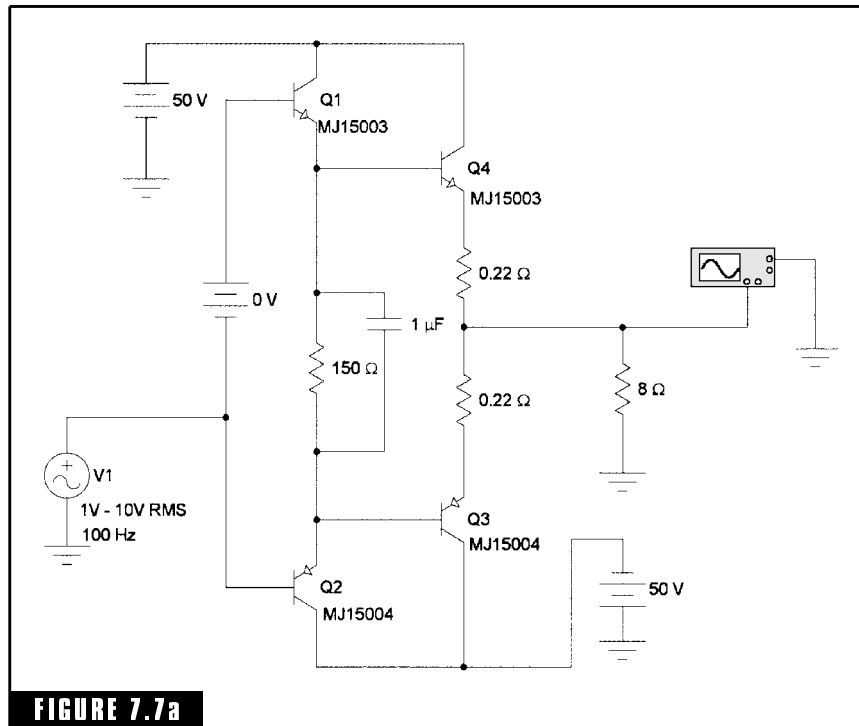 50 V
Q1
MJ15003
Q4
MJ15003
0.22 Ω
0 V
1 µF
150 Ω
0.22 Ω
8 Ω
V1
1V - 10V RMS
100 Hz
Q3
MJ15004
Q2
MJ15004
50 V
FIGURE 7.7a